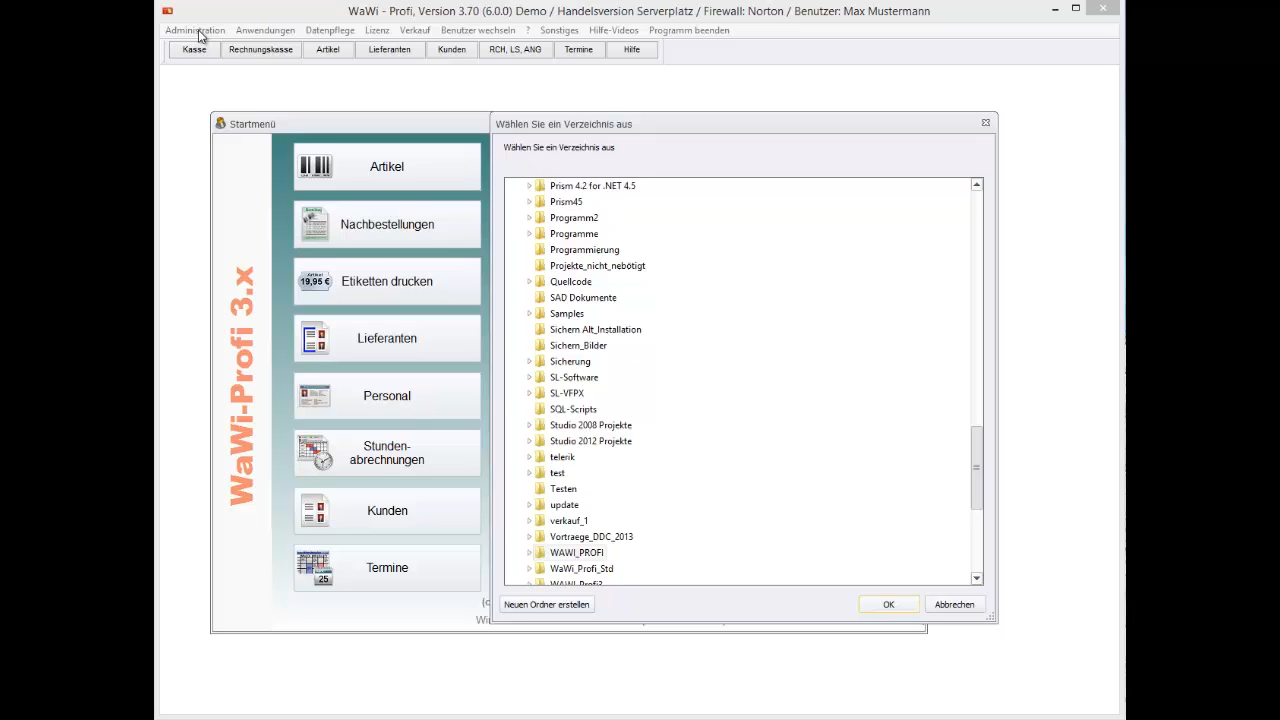 WaWi - Profi, Version 3.70 (6.0.0) Demo / Handelsversion Serverplatz / Firewall: Norton / Benutzer: Max Mustermann
Administration Anwendungen Datenpflege Lizenz Verkauf Benutzer wechseln ? Sonstiges Hilfe-Videos Programm beenden
Kasse Rechnungskasse Artikel Lieferanten Kunden RCH, LS, ANG Termine Hilfe
Startmenü
WaWi-Profi 3.x
Artikel
Nachbestellungen
Artikel
19,95 €
Etiketten drucken
Lieferanten
Personal
Stunden-
abrechnungen
Kunden
25
Termine
Wählen Sie ein Verzeichnis aus
Wählen Sie ein Verzeichnis aus
Prism 4.2 for .NET 4.5
Prism45
Programm2
Programme
Programmierung
Projekte_nicht_nebötigt
Quellcode
SAD Dokumente
Samples
Sichern Alt_Installation
Sichern_Bilder
Sicherung
SL-Software
SL-VFPX
SQL-Scripts
Studio 2008 Projekte
Studio 2012 Projekte
telerik
test
Testen
update
verkauf_1
Vortraege_DDC_2013
WAWI_PROFI
WaWi_Profi_Std
WAWI_Profi3
Neuen Ordner erstellen OK Abbrechen